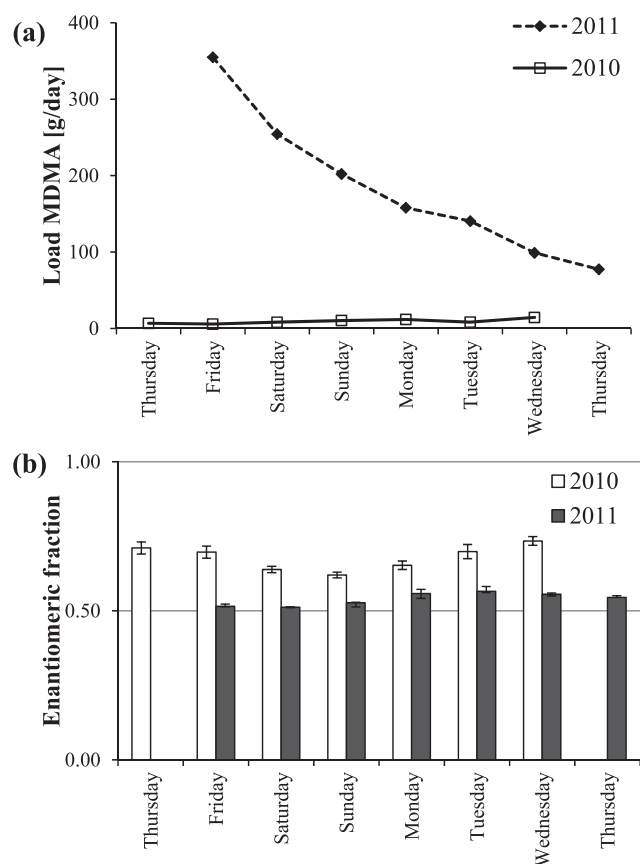 (a)
Load MDMA [g/day]
400
300
200
100
0
2011
2010
Thursday
Friday
Saturday
Sunday
Monday
Tuesday
Wednesday
Thursday
(b)
Enantiomeric fraction
1.00
0.50
0.00
2010
2011
Thursday
Friday
Saturday
Sunday
Monday
Tuesday
Wednesday
Thursday